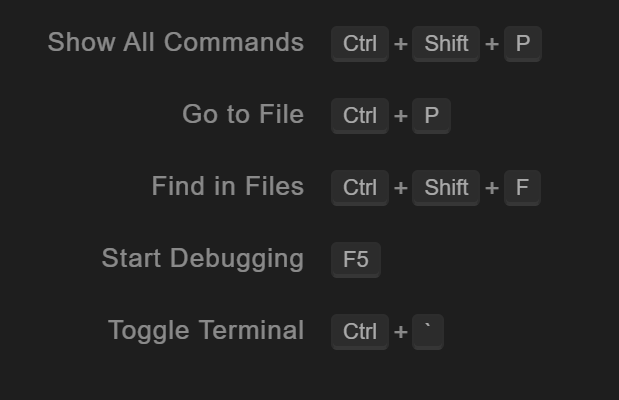 Show All Commands Ctrl + Shift + P
Go to File Ctrl + P
Find in Files Ctrl + Shift + F
Start Debugging F5
Toggle Terminal Ctrl + `